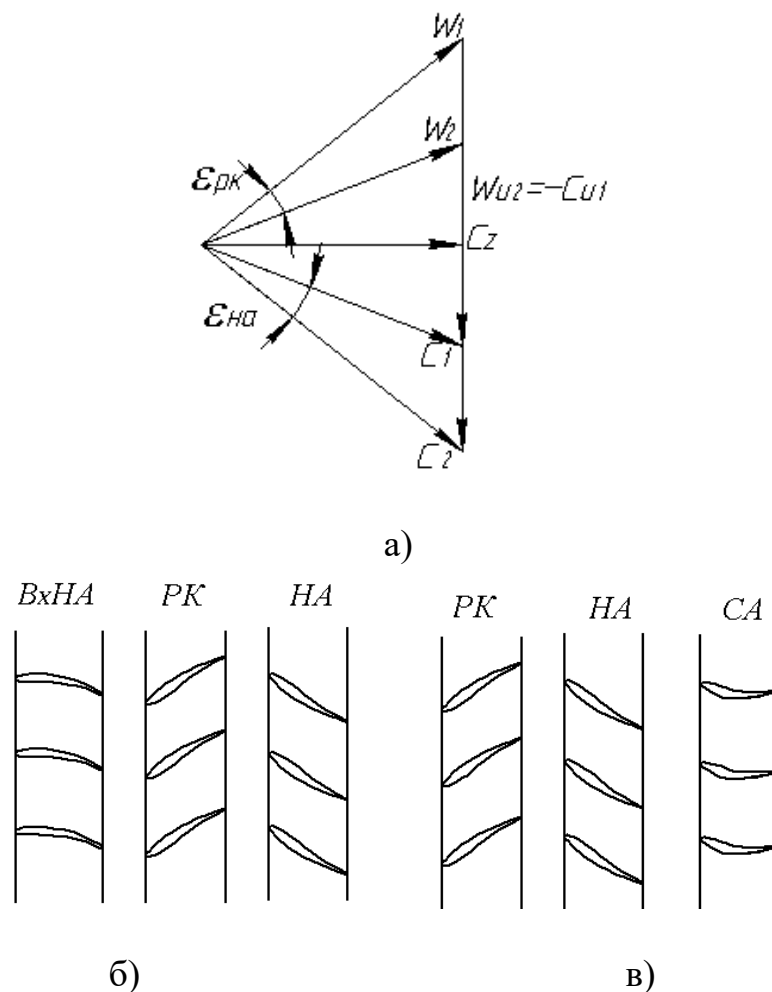 W1
W2
εрк
Wu2=-Cu1
Cz
εна
C1
C2
а)
ВхНА РК НА РК НА СА
б) в)